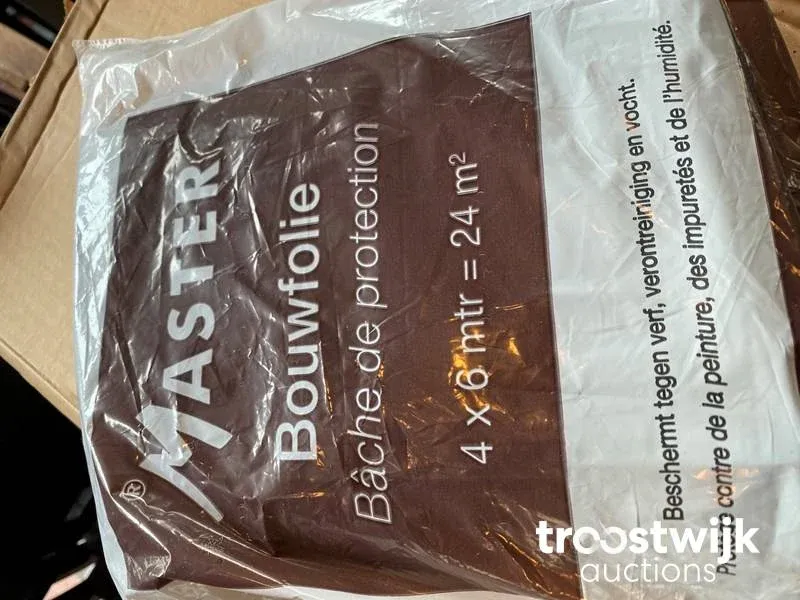 MASTER®
Bouwfolie
Bâche de protection
4 x 6 mtr = 24 m²
Beschermt tegen verf, verontreiniging en vocht.
Protège contre de la peinture, des impuretés et de l'humidité.
troostwijk
auctions